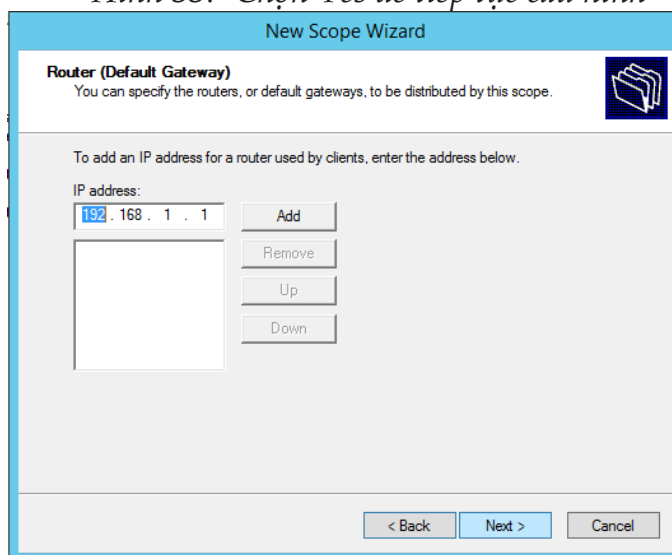 New Scope Wizard
Router (Default Gateway)
You can specify the routers, or default gateways, to be distributed by this scope.
To add an IP address for a router used by clients, enter the address below.
IP address:
192 . 168 . 1 . 1
Add
Remove
Up
Down
< Back
Next >
Cancel